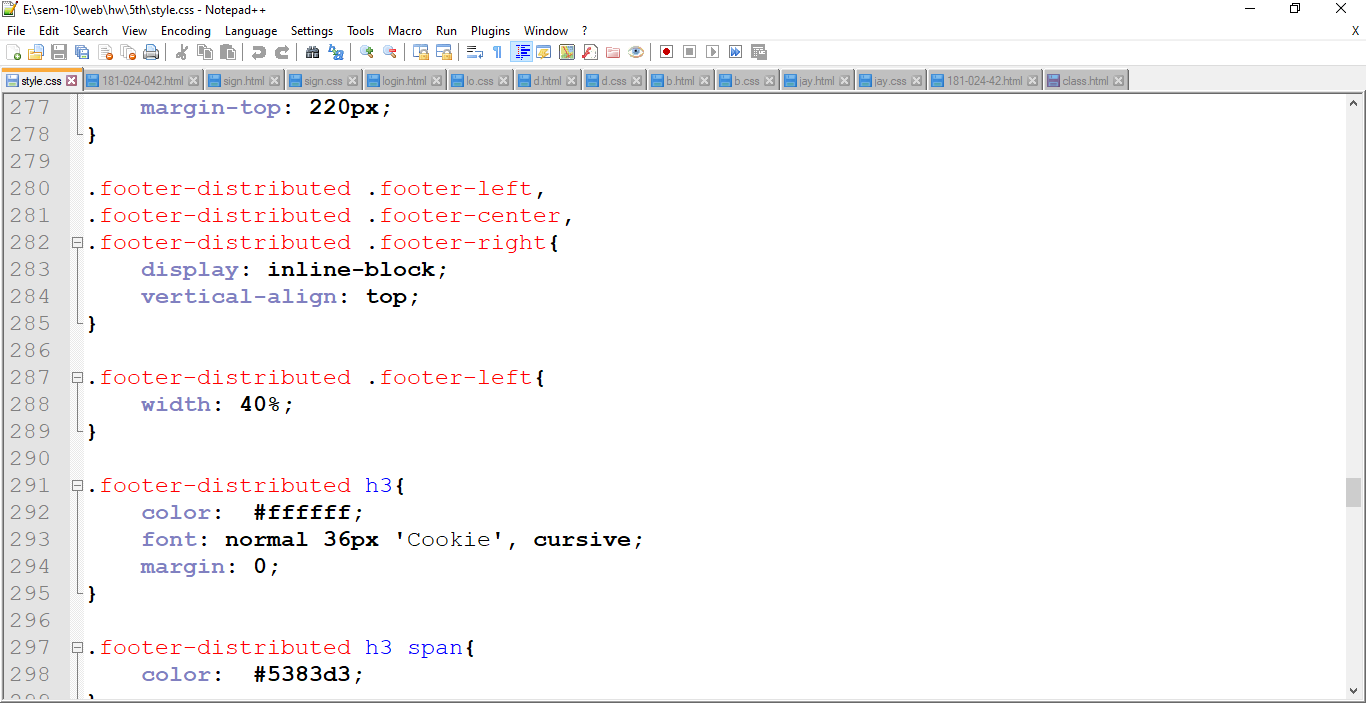 E:\sem-10\web\hw\5th\style.css - Notepad++
File Edit Search View Encoding Language Settings Tools Macro Run Plugins Window ? X
style.css 181-024-042.html sign.html sign.css login.html lo.css d.html d.css b.html b.css jay.html jay.css 181-024-42.html class.html
277 margin-top: 220px;
278 }
279
280 .footer-distributed .footer-left,
281 .footer-distributed .footer-center,
282 .footer-distributed .footer-right{
283 display: inline-block;
284 vertical-align: top;
285 }
286
287 .footer-distributed .footer-left{
288 width: 40%;
289 }
290
291 .footer-distributed h3{
292 color:  #ffffff;
293 font: normal 36px 'Cookie', cursive;
294 margin: 0;
295 }
296
297 .footer-distributed h3 span{
298 color:  #5383d3;